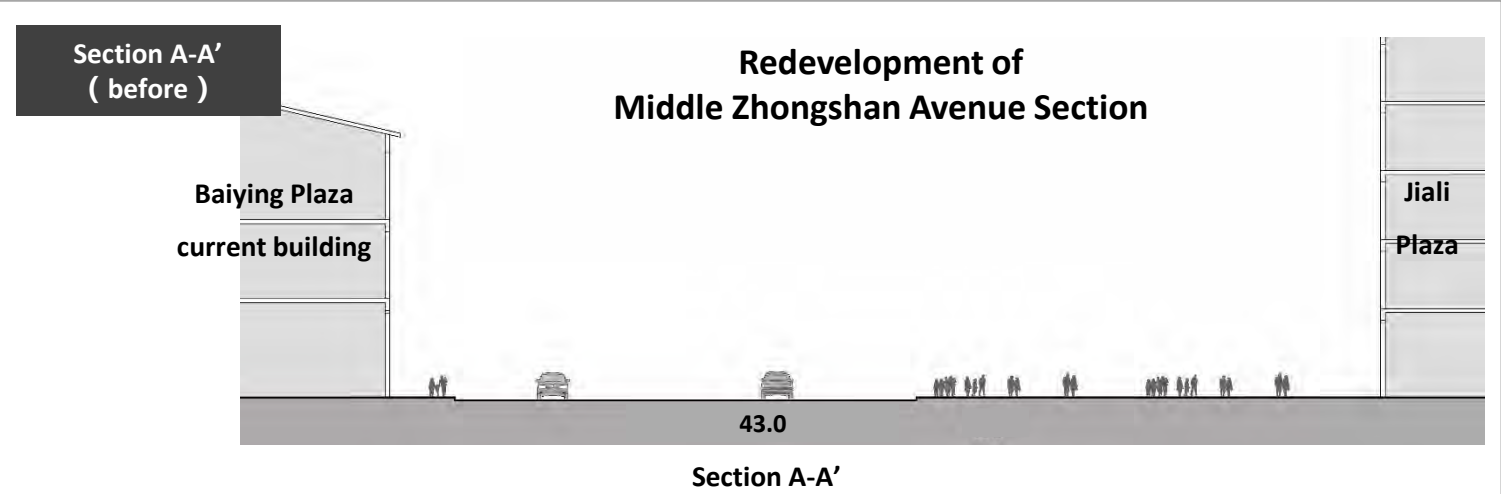 Section A-A’
( before )
Redevelopment of
Middle Zhongshan Avenue Section
Baiying Plaza
current building
Jiali
Plaza
43.0
Section A-A’